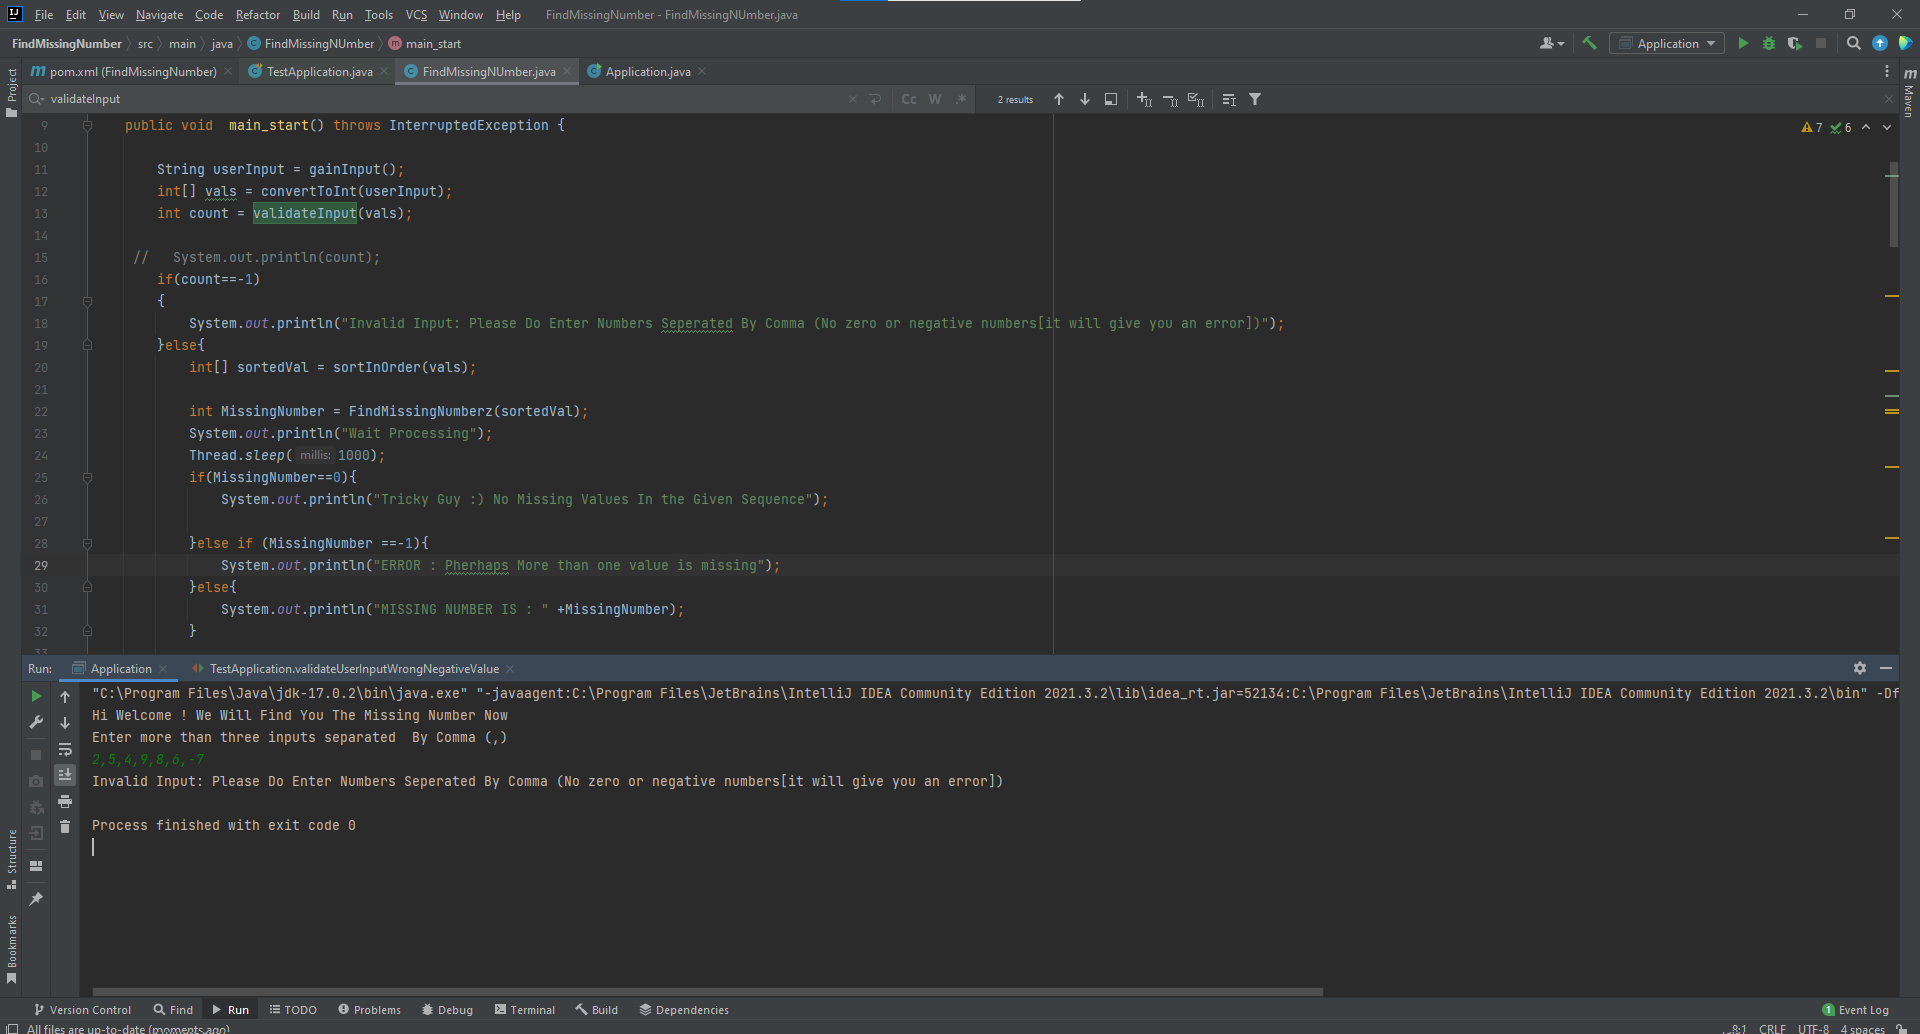 File Edit View Navigate Code Refactor Build Run Tools VCS Window Help FindMissingNumber - FindMissingNUmber.java
FindMissingNumber src main java FindMissingNUmber main_start Application
Project
pom.xml (FindMissingNumber) TestApplication.java FindMissingNUmber.java Application.java
Maven
validateInput Cc W .* 2 results
9 public void main_start() throws InterruptedException {
7 6
10
11 String userInput = gainInput();
12 int[] vals = convertToInt(userInput);
13 int count = validateInput(vals);
14
15 // System.out.println(count);
16 if(count==-1)
17 {
18 System.out.println("Invalid Input: Please Do Enter Numbers Seperated By Comma (No zero or negative numbers[it will give you an error])");
19 }else{
20 int[] sortedVal = sortInOrder(vals);
21
22 int MissingNumber = FindMissingNumberz(sortedVal);
23 System.out.println("Wait Processing");
24 Thread.sleep( millis: 1000);
25 if(MissingNumber==0){
26 System.out.println("Tricky Guy :) No Missing Values In the Given Sequence");
27
28 }else if (MissingNumber ==-1){
29 System.out.println("ERROR : Pherhaps More than one value is missing");
30 }else{
31 System.out.println("MISSING NUMBER IS : " +MissingNumber);
32 }
33
Run: Application TestApplication.validateUserInputWrongNegativeValue
"C:\Program Files\Java\jdk-17.0.2\bin\java.exe" "-javaagent:C:\Program Files\JetBrains\IntelliJ IDEA Community Edition 2021.3.2\lib\idea_rt.jar=52134:C:\Program Files\JetBrains\IntelliJ IDEA Community Edition 2021.3.2\bin" -Df
Hi Welcome ! We Will Find You The Missing Number Now
Enter more than three inputs separated  By Comma (,)
2,5,4,9,8,6,-7
Invalid Input: Please Do Enter Numbers Seperated By Comma (No zero or negative numbers[it will give you an error])
Process finished with exit code 0
Structure
Bookmarks
Version Control Find Run TODO Problems Debug Terminal Build Dependencies 1 Event Log
All files are up-to-date (moments ago) CRLF UTF-8 4 spaces